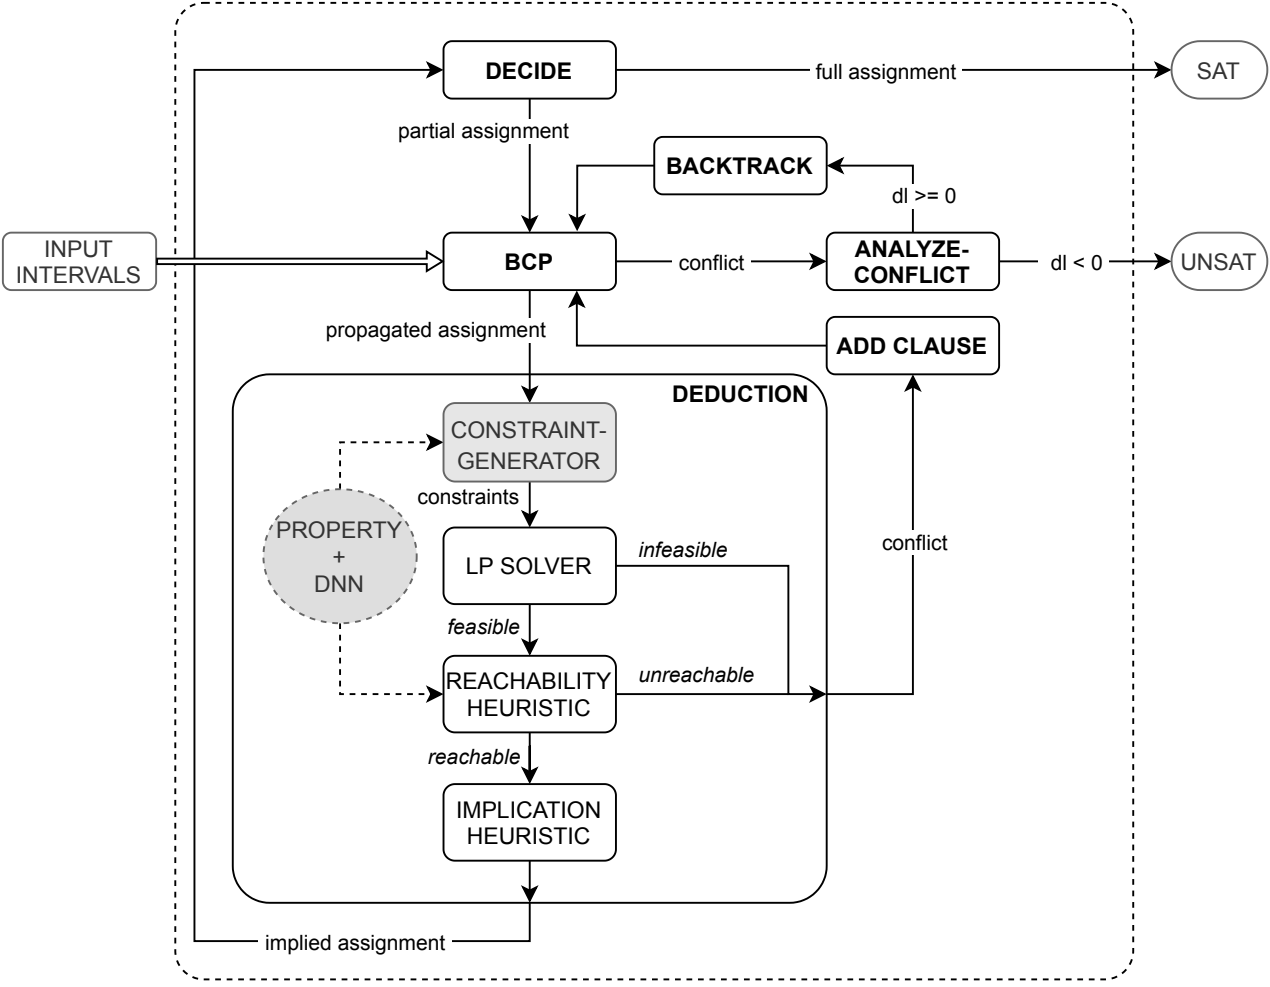 DECIDE
full assignment
SAT
partial assignment
BACKTRACK
dl >= 0
INPUT
INTERVALS
BCP
conflict
ANALYZE-
CONFLICT
dl < 0
UNSAT
propagated assignment
ADD CLAUSE
DEDUCTION
CONSTRAINT-
GENERATOR
constraints
PROPERTY
+
DNN
LP SOLVER
infeasible
conflict
feasible
REACHABILITY
HEURISTIC
unreachable
reachable
IMPLICATION
HEURISTIC
implied assignment